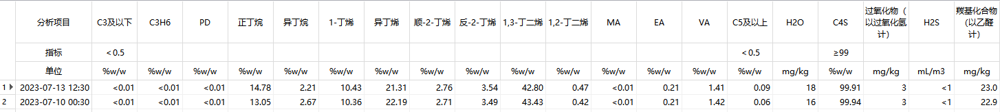 分析项目 C3及以下 C3H6 PD 正丁烷 异丁烷 1-丁烯 异丁烯 顺-2-丁烯 反-2-丁烯 1,3-丁二烯 1,2-丁二烯 MA EA VA C5及以上 H2O C4S 过氧化物（以过氧化氢计） H2S 羰基化合物（以乙醛计）
指标 ＜0.5 ＜0.5 ≥99
单位 %w/w %w/w %w/w %w/w %w/w %w/w %w/w %w/w %w/w %w/w %w/w %w/w %w/w %w/w %w/w mg/kg %w/w mg/kg mL/m3 mg/kg
1 2023-07-13 12:30 <0.01 <0.01 <0.01 14.78 2.21 10.43 21.31 2.76 3.54 42.80 0.47 <0.01 0.21 1.41 0.09 18 99.91 3 <1 23.0
2 2023-07-10 00:30 <0.01 <0.01 <0.01 13.05 2.67 10.36 22.19 2.71 3.49 43.43 0.42 <0.01 0.21 1.42 0.06 16 99.94 3 <1 22.9